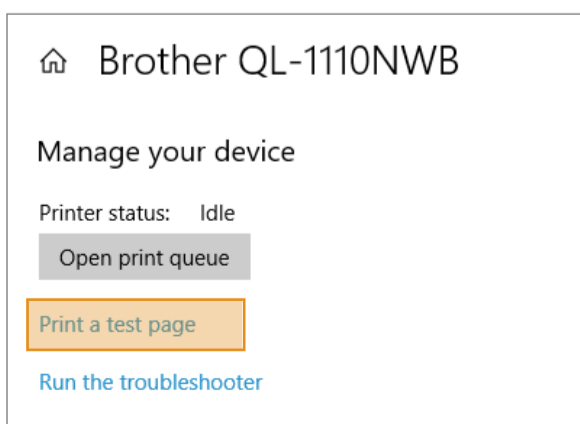 Brother QL-1110NWB
Manage your device
Printer status: Idle
Open print queue
Print a test page
Run the troubleshooter